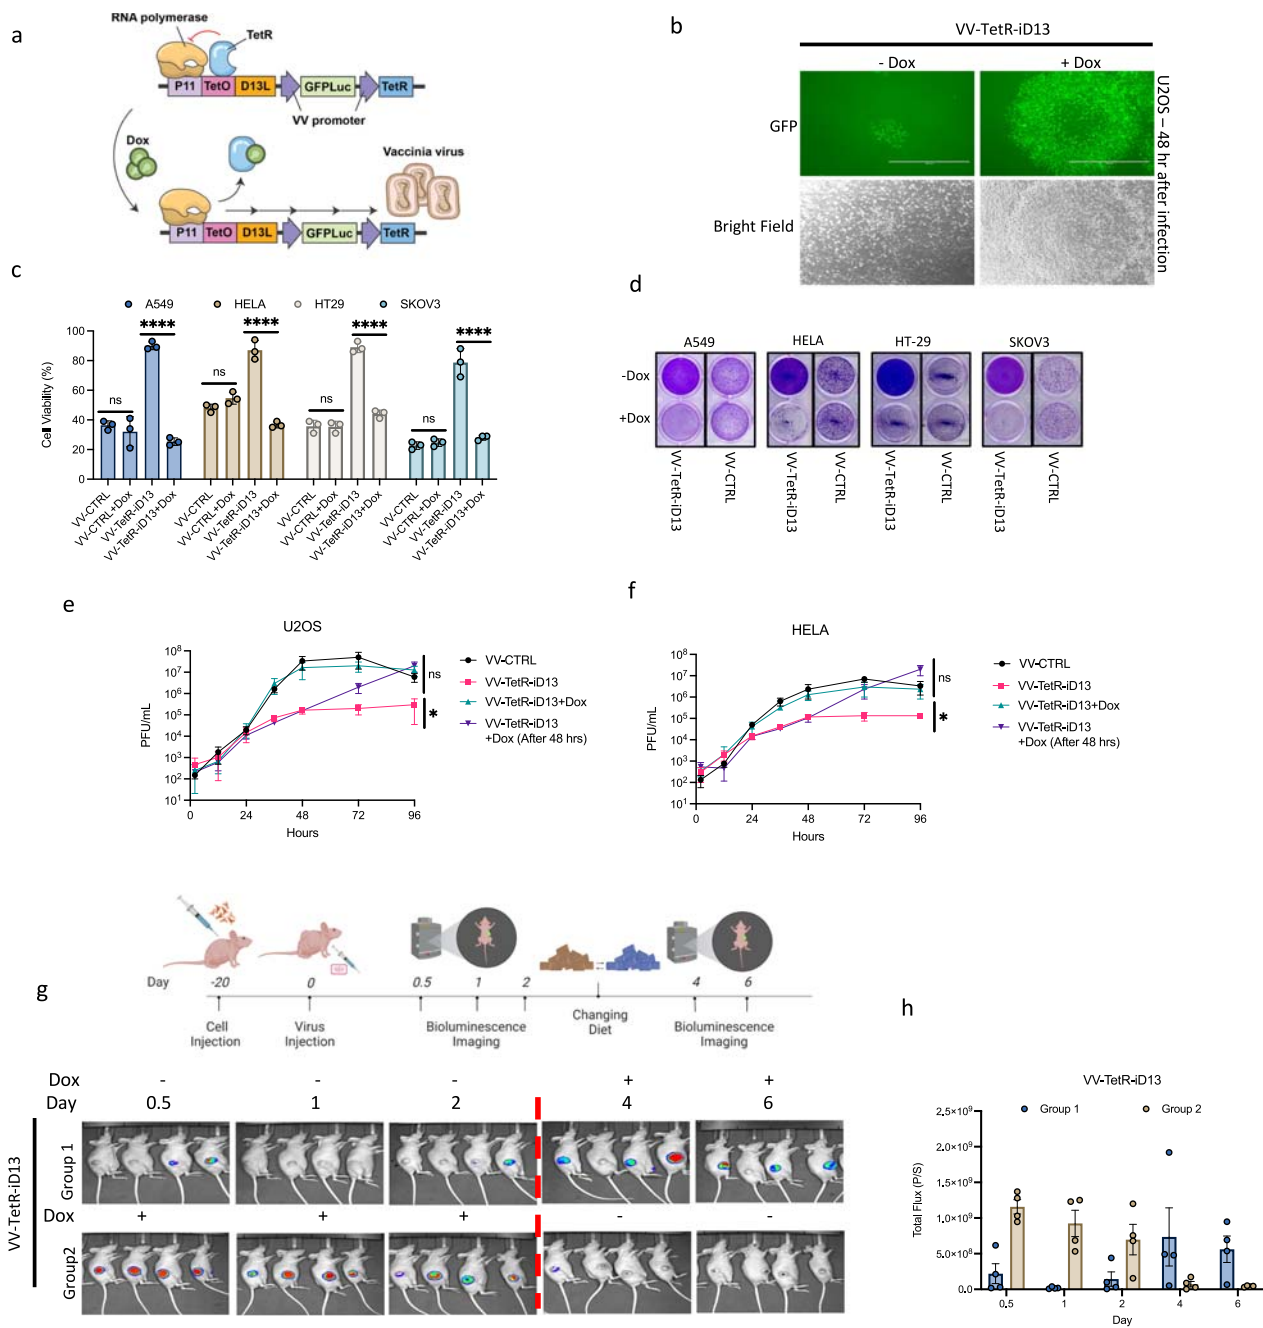 a
RNA polymerase
TetR
P11 TetO D13L GFPLuc TetR
VV promoter
Dox
Vaccinia virus
P11 TetO D13L GFPLuc TetR
b
VV-TetR-iD13
- Dox + Dox
GFP
Bright Field
U2OS – 48 hr after infection
c
A549 HELA HT29 SKOV3
**** **** **** ****
ns ns ns ns
Cell Viability (%)
100
80
60
40
20
0
VV-CTRL VV-CTRL+Dox VV-TetR-iD13 VV-TetR-iD13+Dox VV-CTRL VV-CTRL+Dox VV-TetR-iD13 VV-TetR-iD13+Dox VV-CTRL VV-CTRL+Dox VV-TetR-iD13 VV-TetR-iD13+Dox VV-CTRL VV-CTRL+Dox VV-TetR-iD13 VV-TetR-iD13+Dox
d
A549 HELA HT-29 SKOV3
-Dox
+Dox
VV-TetR-iD13 VV-CTRL VV-TetR-iD13 VV-CTRL VV-TetR-iD13 VV-CTRL VV-TetR-iD13 VV-CTRL
e
U2OS
PFU/mL
10⁸
10⁷
10⁶
10⁵
10⁴
10³
10²
10¹
0 24 48 72 96
Hours
ns
*
VV-CTRL
VV-TetR-iD13
VV-TetR-iD13+Dox
VV-TetR-iD13
+Dox (After 48 hrs)
f
HELA
PFU/mL
10⁸
10⁷
10⁶
10⁵
10⁴
10³
10²
10¹
0 24 48 72 96
Hours
ns
*
VV-CTRL
VV-TetR-iD13
VV-TetR-iD13+Dox
VV-TetR-iD13
+Dox (After 48 hrs)
g
Day -20 0 0.5 1 2 4 6
Cell
Injection
Virus
Injection
Bioluminescence
Imaging
Changing
Diet
Bioluminescence
Imaging
Dox - - - + +
Day 0.5 1 2 4 6
VV-TetR-iD13
Group 1
Dox + + + - -
Group2
h
VV-TetR-iD13
Group 1 Group 2
Total Flux (P/S)
2.5×10⁹
2.0×10⁹
1.5×10⁹
1.0×10⁹
5.0×10⁸
0.0
0.5 1 2 4 6
Day